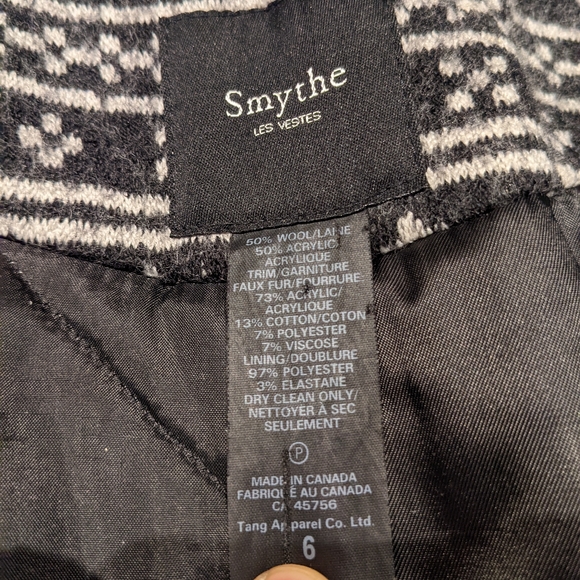 Smythe
LES VESTES
50% WOOL/LAINE
50% ACRYLIC/
ACRYLIQUE
TRIM/GARNITURE
FAUX FUR/FOURRURE:
73% ACRYLIC/
ACRYLIQUE
13% COTTON/COTON
7% POLYESTER
7% VISCOSE
LINING/DOUBLURE
97% POLYESTER
3% ELASTANE
DRY CLEAN ONLY/
NETTOYER À SEC
SEULEMENT
P
MADE IN CANADA
FABRIQUÉ AU CANADA
CA 45756
Tang Apparel Co. Ltd.
6